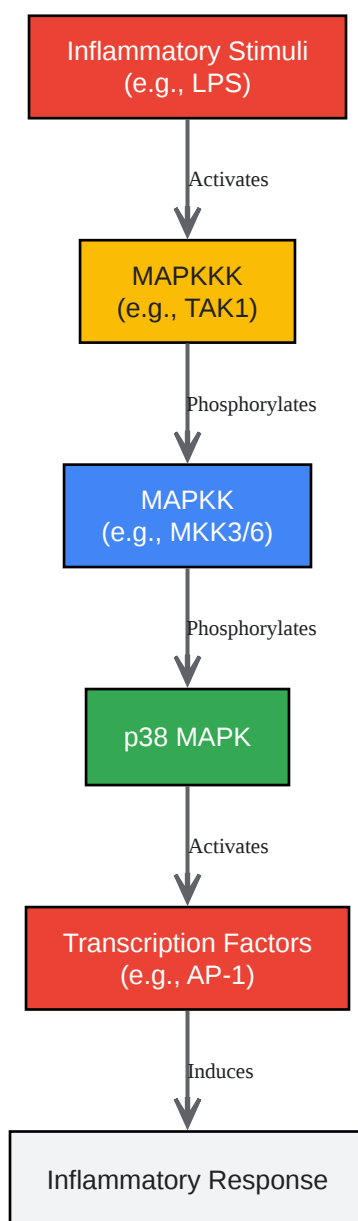 Inflammatory Stimuli
(e.g., LPS)
Activates
MAPKKK
(e.g., TAK1)
Phosphorylates
MAPKK
(e.g., MKK3/6)
Phosphorylates
p38 MAPK
Activates
Transcription Factors
(e.g., AP-1)
Induces
Inflammatory Response